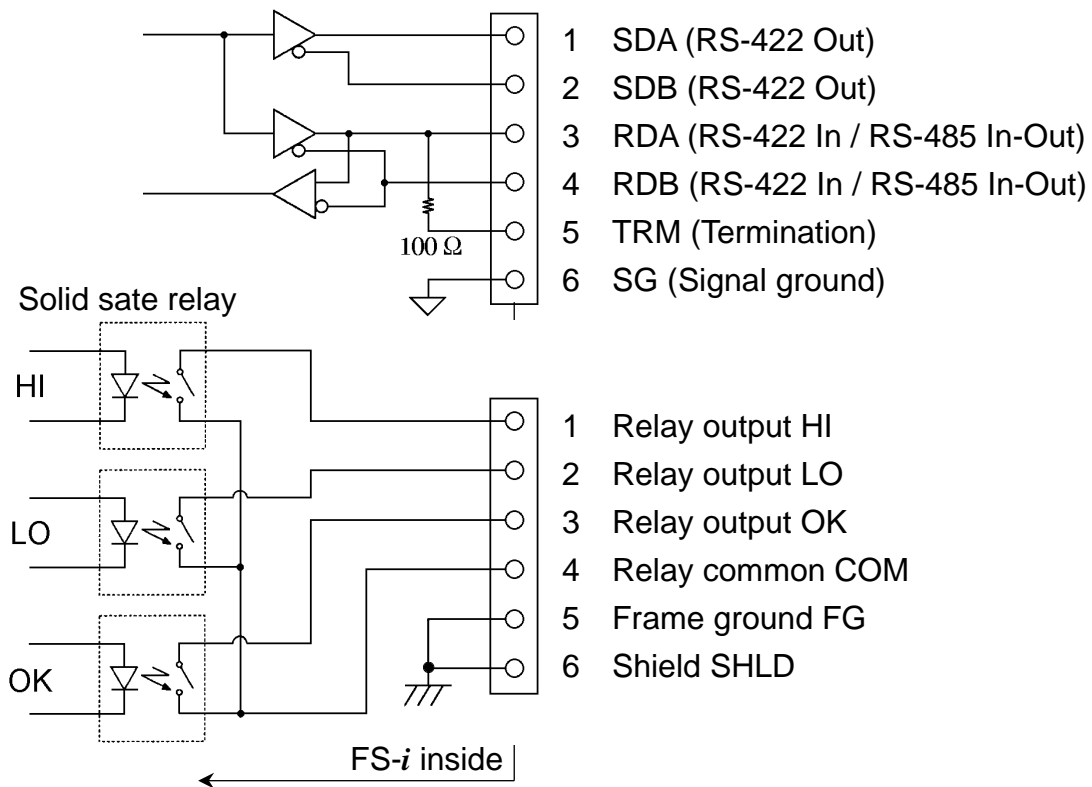 1 SDA (RS-422 Out)
2 SDB (RS-422 Out)
3 RDA (RS-422 In / RS-485 In-Out)
4 RDB (RS-422 In / RS-485 In-Out)
100 Ω
5 TRM (Termination)
6 SG (Signal ground)
Solid sate relay
HI
1 Relay output HI
2 Relay output LO
LO
3 Relay output OK
4 Relay common COM
5 Frame ground FG
OK
6 Shield SHLD
FS-i inside